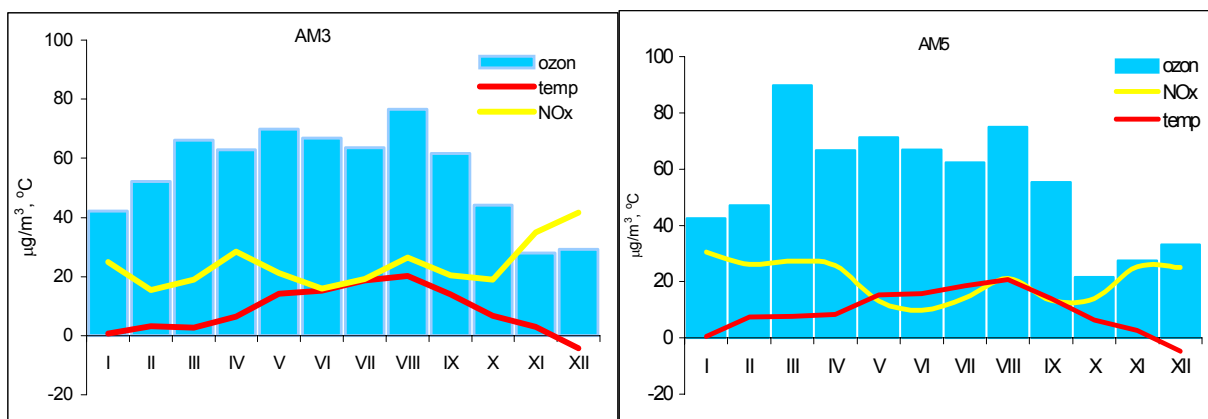 AM3
100
80
60
40
20
0
-20
µg/m³, °C
ozon
temp
NOx
I II III IV V VI VII VIII IX X XI XII
AM5
100
80
60
40
20
0
-20
µg/m³, °C
ozon
NOx
temp
I II III IV V VI VII VIII IX X XI XII